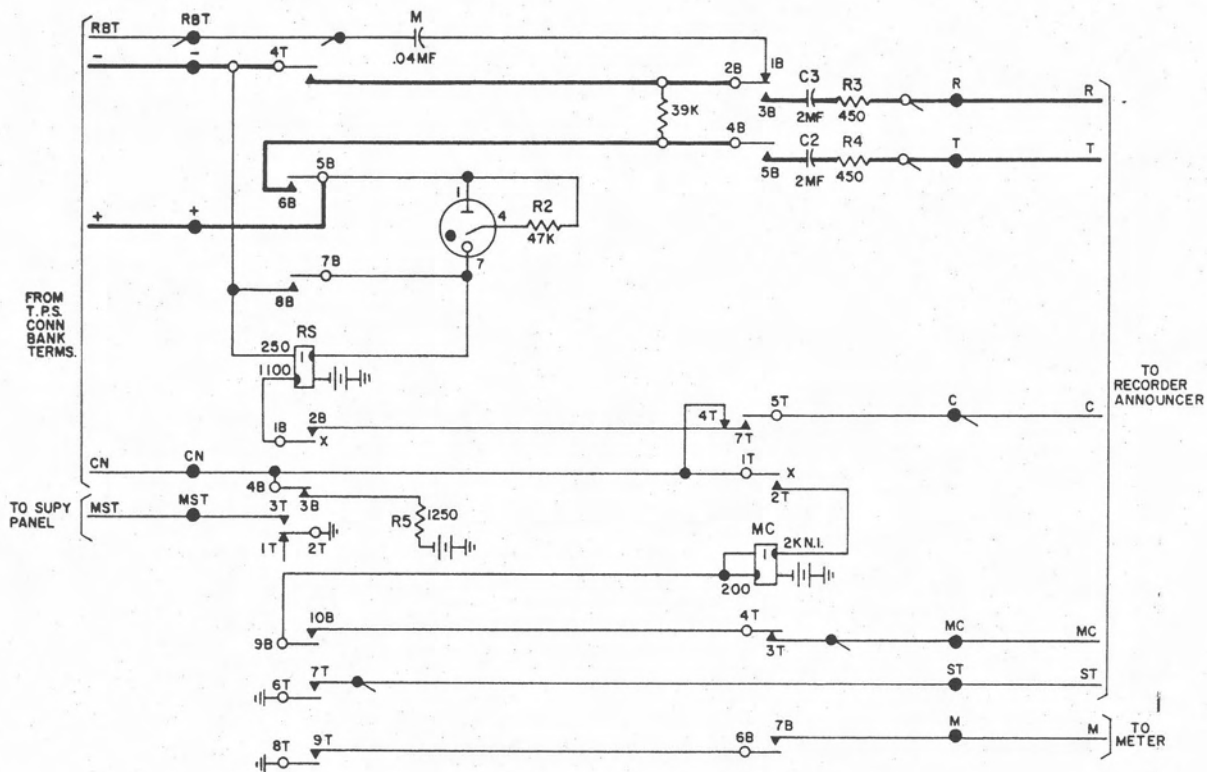 RBT RBT M
.04MF
- - 4T
1B
2B
C3 R3 R R
3B 2MF 450
39K
4B
C2 R4 T T
5B 2MF 450
5B
6B
1
4 R2
47K
7
+ +
7B
8B
FROM
T.P.S.
CONN
BANK
TERMS.
RS
250 1
1100
TO
RECORDER
ANNOUNCER
1B 2B X
4T 5T C C
7T
CN CN
1T X
2T
4B 3B
TO SUPY
PANEL
MST MST 3T
R5 1250
1T 2T
MC
1 2KN.I.
200
10B
9B
4T
3T
MC MC
7T
6T
ST ST
8T 9T
6B 7B
M M
TO
METER